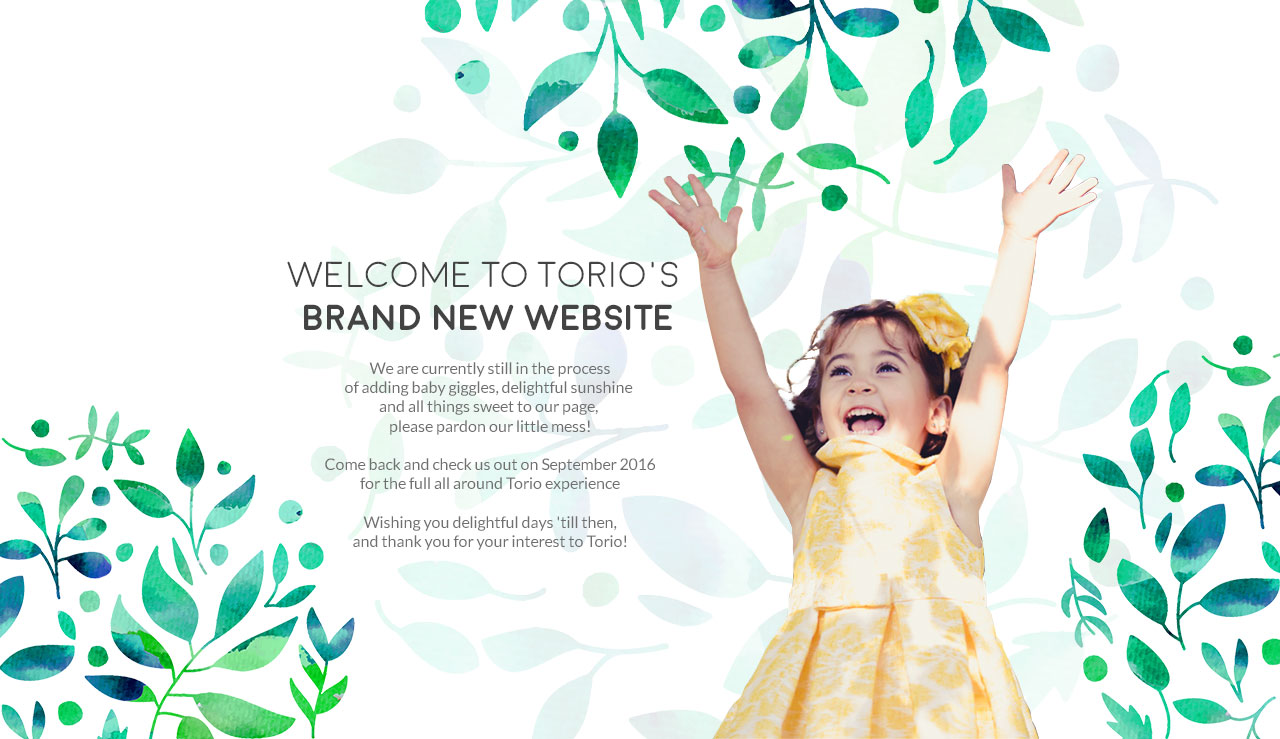 WELCOME TO TORIO'S
BRAND NEW WEBSITE
We are currently still in the process
of adding baby giggles, delightful sunshine
and all things sweet to our page,
please pardon our little mess!
Come back and check us out on September 2016
for the full all around Torio experience
Wishing you delightful days 'till then,
and thank you for your interest to Torio!